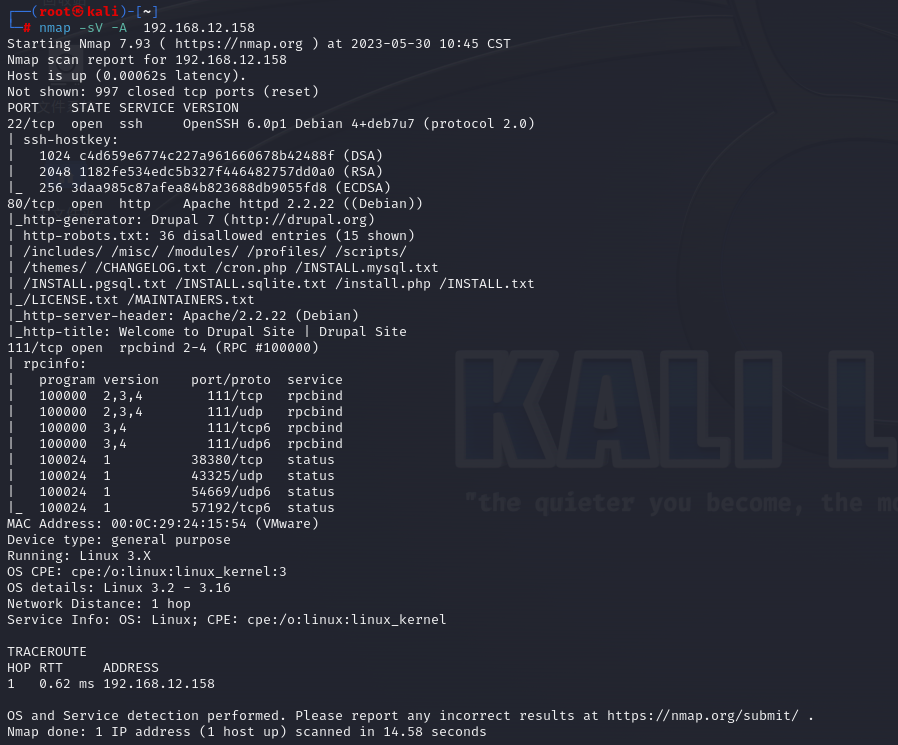 ┌──(root㉿kali)-[~]
└─# nmap -sV -A  192.168.12.158
Starting Nmap 7.93 ( https://nmap.org ) at 2023-05-30 10:45 CST
Nmap scan report for 192.168.12.158
Host is up (0.00062s latency).
Not shown: 997 closed tcp ports (reset)
PORT    STATE SERVICE VERSION
22/tcp  open  ssh     OpenSSH 6.0p1 Debian 4+deb7u7 (protocol 2.0)
| ssh-hostkey:
|   1024 c4d659e6774c227a961660678b42488f (DSA)
|   2048 1182fe534edc5b327f446482757dd0a0 (RSA)
|_  256 3daa985c87afea84b823688db9055fd8 (ECDSA)
80/tcp  open  http    Apache httpd 2.2.22 ((Debian))
|_http-generator: Drupal 7 (http://drupal.org)
| http-robots.txt: 36 disallowed entries (15 shown)
| /includes/ /misc/ /modules/ /profiles/ /scripts/
| /themes/ /CHANGELOG.txt /cron.php /INSTALL.mysql.txt
| /INSTALL.pgsql.txt /INSTALL.sqlite.txt /install.php /INSTALL.txt
|_/LICENSE.txt /MAINTAINERS.txt
|_http-server-header: Apache/2.2.22 (Debian)
|_http-title: Welcome to Drupal Site | Drupal Site
111/tcp open  rpcbind 2-4 (RPC #100000)
| rpcinfo:
|   program version    port/proto  service
|   100000  2,3,4        111/tcp   rpcbind
|   100000  2,3,4        111/udp   rpcbind
|   100000  3,4          111/tcp6  rpcbind
|   100000  3,4          111/udp6  rpcbind
|   100024  1          38380/tcp   status
|   100024  1          43325/udp   status
|   100024  1          54669/udp6  status
|_  100024  1          57192/tcp6  status
MAC Address: 00:0C:29:24:15:54 (VMware)
Device type: general purpose
Running: Linux 3.X
OS CPE: cpe:/o:linux:linux_kernel:3
OS details: Linux 3.2 - 3.16
Network Distance: 1 hop
Service Info: OS: Linux; CPE: cpe:/o:linux:linux_kernel
TRACEROUTE
HOP RTT     ADDRESS
1   0.62 ms 192.168.12.158
OS and Service detection performed. Please report any incorrect results at https://nmap.org/submit/ .
Nmap done: 1 IP address (1 host up) scanned in 14.58 seconds
KALI L
"the quieter you become, the mo